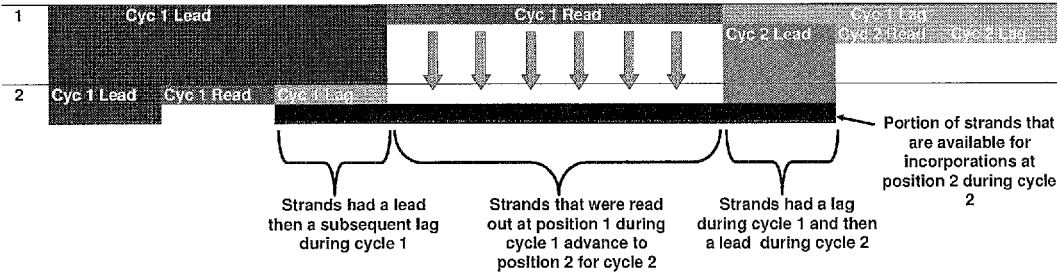 1 Cyc 1 Lead Cyc 1 Read Cyc 1 Lag
Cyc 2 Lead Cyc 2 Read Cyc 2 Lag
2 Cyc 1 Lead Cyc 1 Read Cyc 1 Lag
Portion of strands that
are available for
incorporations at
position 2 during cycle
2
Strands had a lead
then a subsequent lag
during cycle 1
Strands that were read
out at position 1 during
cycle 1 advance to
position 2 for cycle 2
Strands had a lag
during cycle 1 and then
a lead during cycle 2